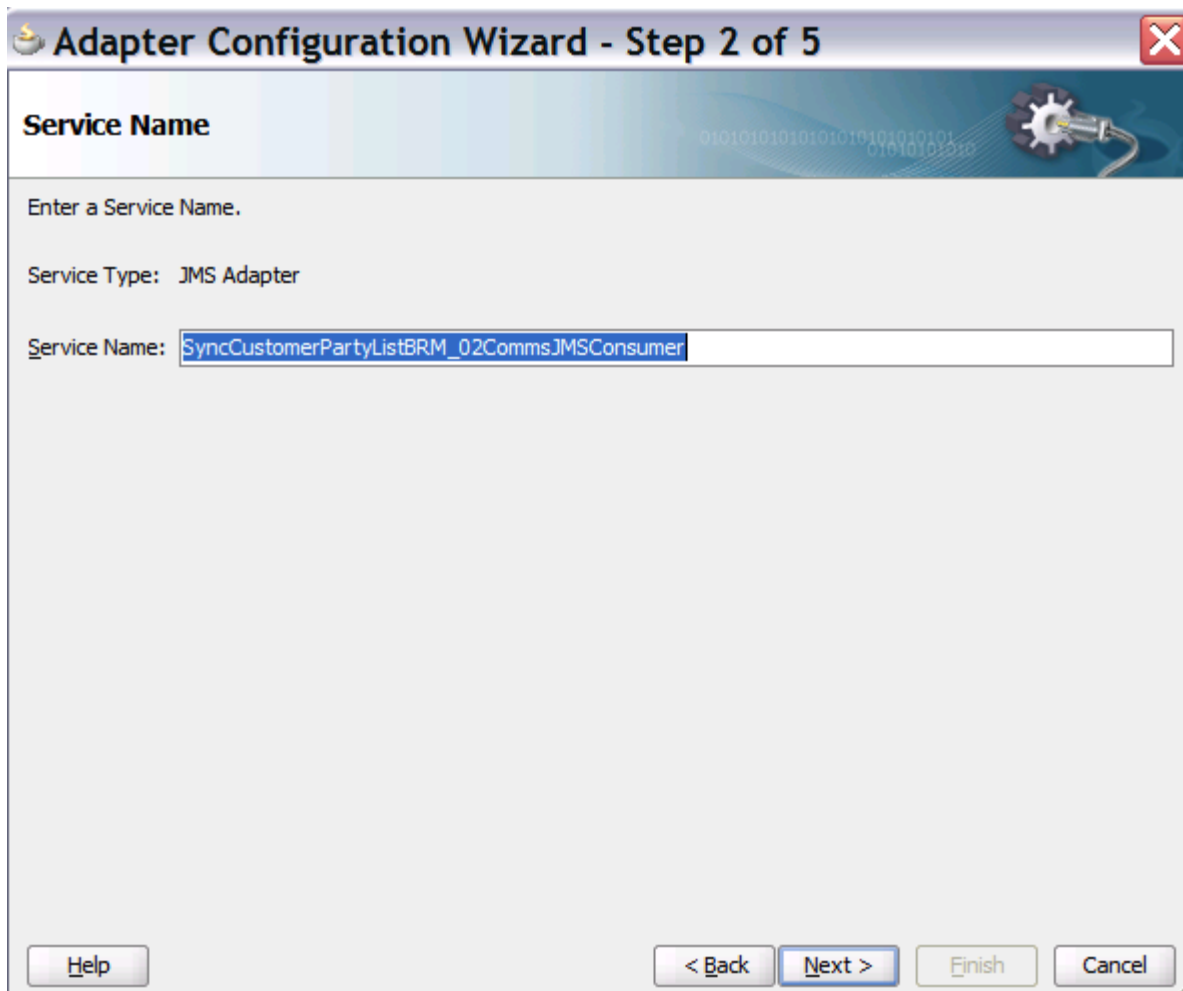 Adapter Configuration Wizard - Step 2 of 5
Service Name
Enter a Service Name.
Service Type: JMS Adapter
Service Name: SyncCustomerPartyListBRM_02CommsJMSConsumer
Help < Back Next > Finish Cancel